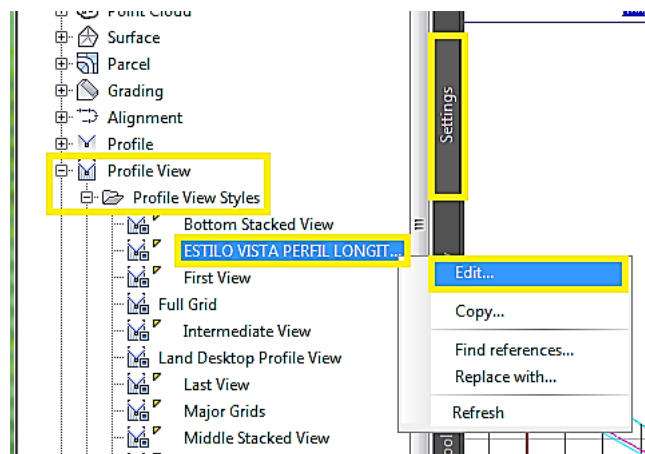 Point Cloud
Surface
Parcel
Grading
Alignment
Profile
Profile View
Profile View Styles
Bottom Stacked View
ESTILO VISTA PERFIL LONGIT...
First View
Full Grid
Intermediate View
Land Desktop Profile View
Last View
Major Grids
Middle Stacked View
Settings
Edit...
Copy...
Find references...
Replace with...
Refresh